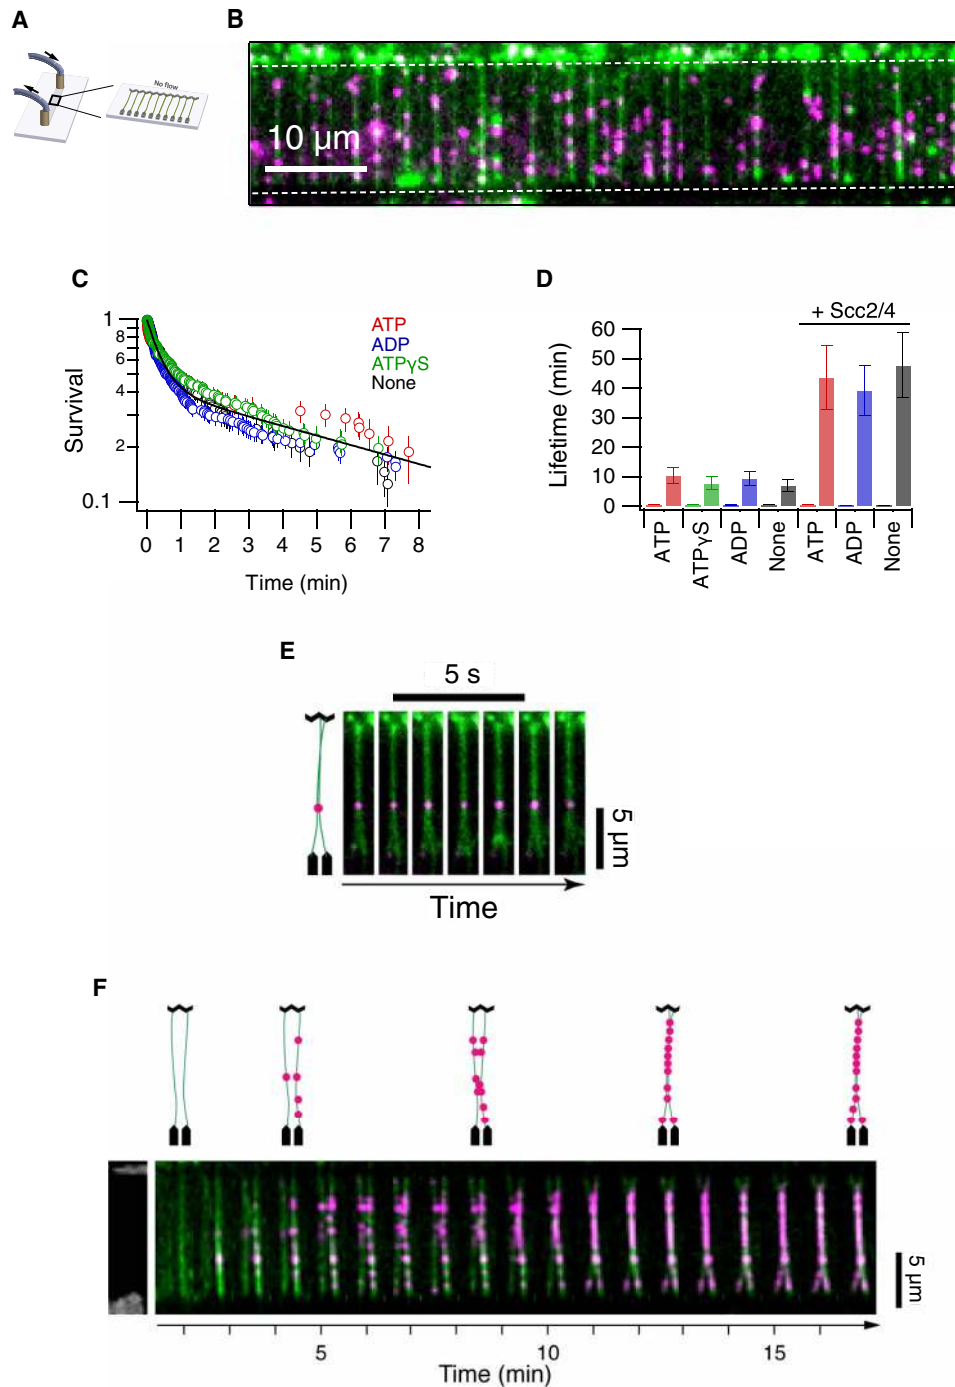 A
No flow
B
10 µm
C
1
8
6
4
2
0.1
Survival
ATP
ADP
ATPγS
None
0 1 2 3 4 5 6 7 8
Time (min)
D
+ Scc2/4
60
50
40
30
20
10
0
Lifetime (min)
ATP
ATPγS
ADP
None
ATP
ADP
None
E
5 s
5 µm
Time
F
5 µm
5 10 15
Time (min)